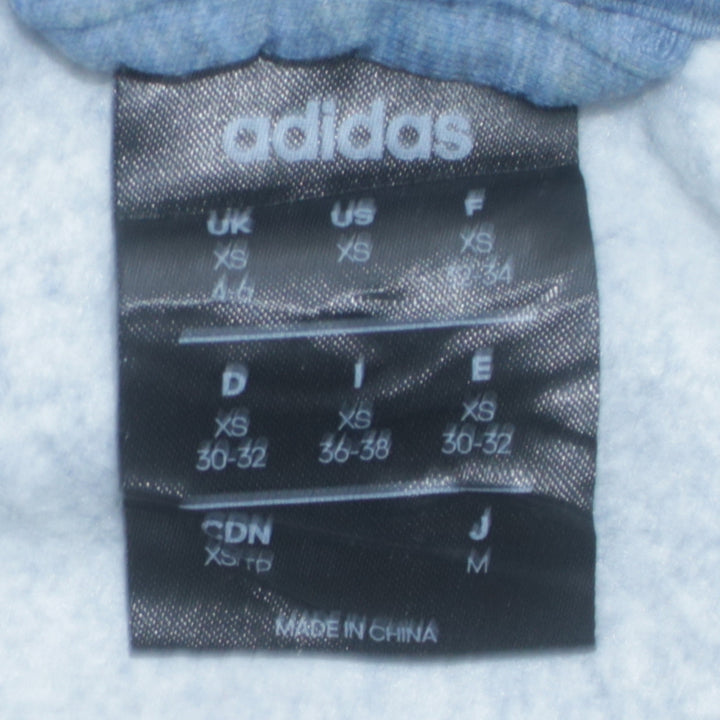 adidas
UK US F
XS XS XS
4-6 32-34
D I E
XS XS XS
30-32 36-38 30-32
CDN J
XS/TP M
MADE IN CHINA